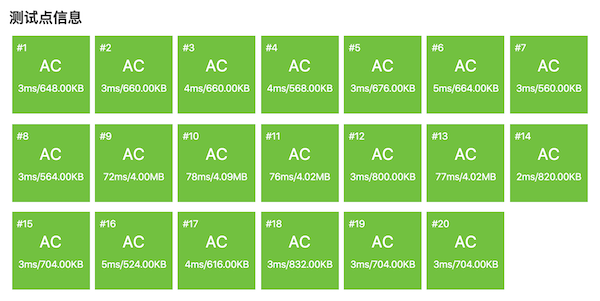 测试点信息
#1 #2 #3 #4 #5 #6 #7
AC AC AC AC AC AC AC
3ms/648.00KB 3ms/660.00KB 4ms/660.00KB 4ms/568.00KB 3ms/676.00KB 5ms/664.00KB 3ms/560.00KB
#8 #9 #10 #11 #12 #13 #14
AC AC AC AC AC AC AC
3ms/564.00KB 72ms/4.00MB 78ms/4.09MB 76ms/4.02MB 3ms/800.00KB 77ms/4.02MB 2ms/820.00KB
#15 #16 #17 #18 #19 #20
AC AC AC AC AC AC
3ms/704.00KB 5ms/524.00KB 4ms/616.00KB 3ms/832.00KB 3ms/704.00KB 3ms/704.00KB